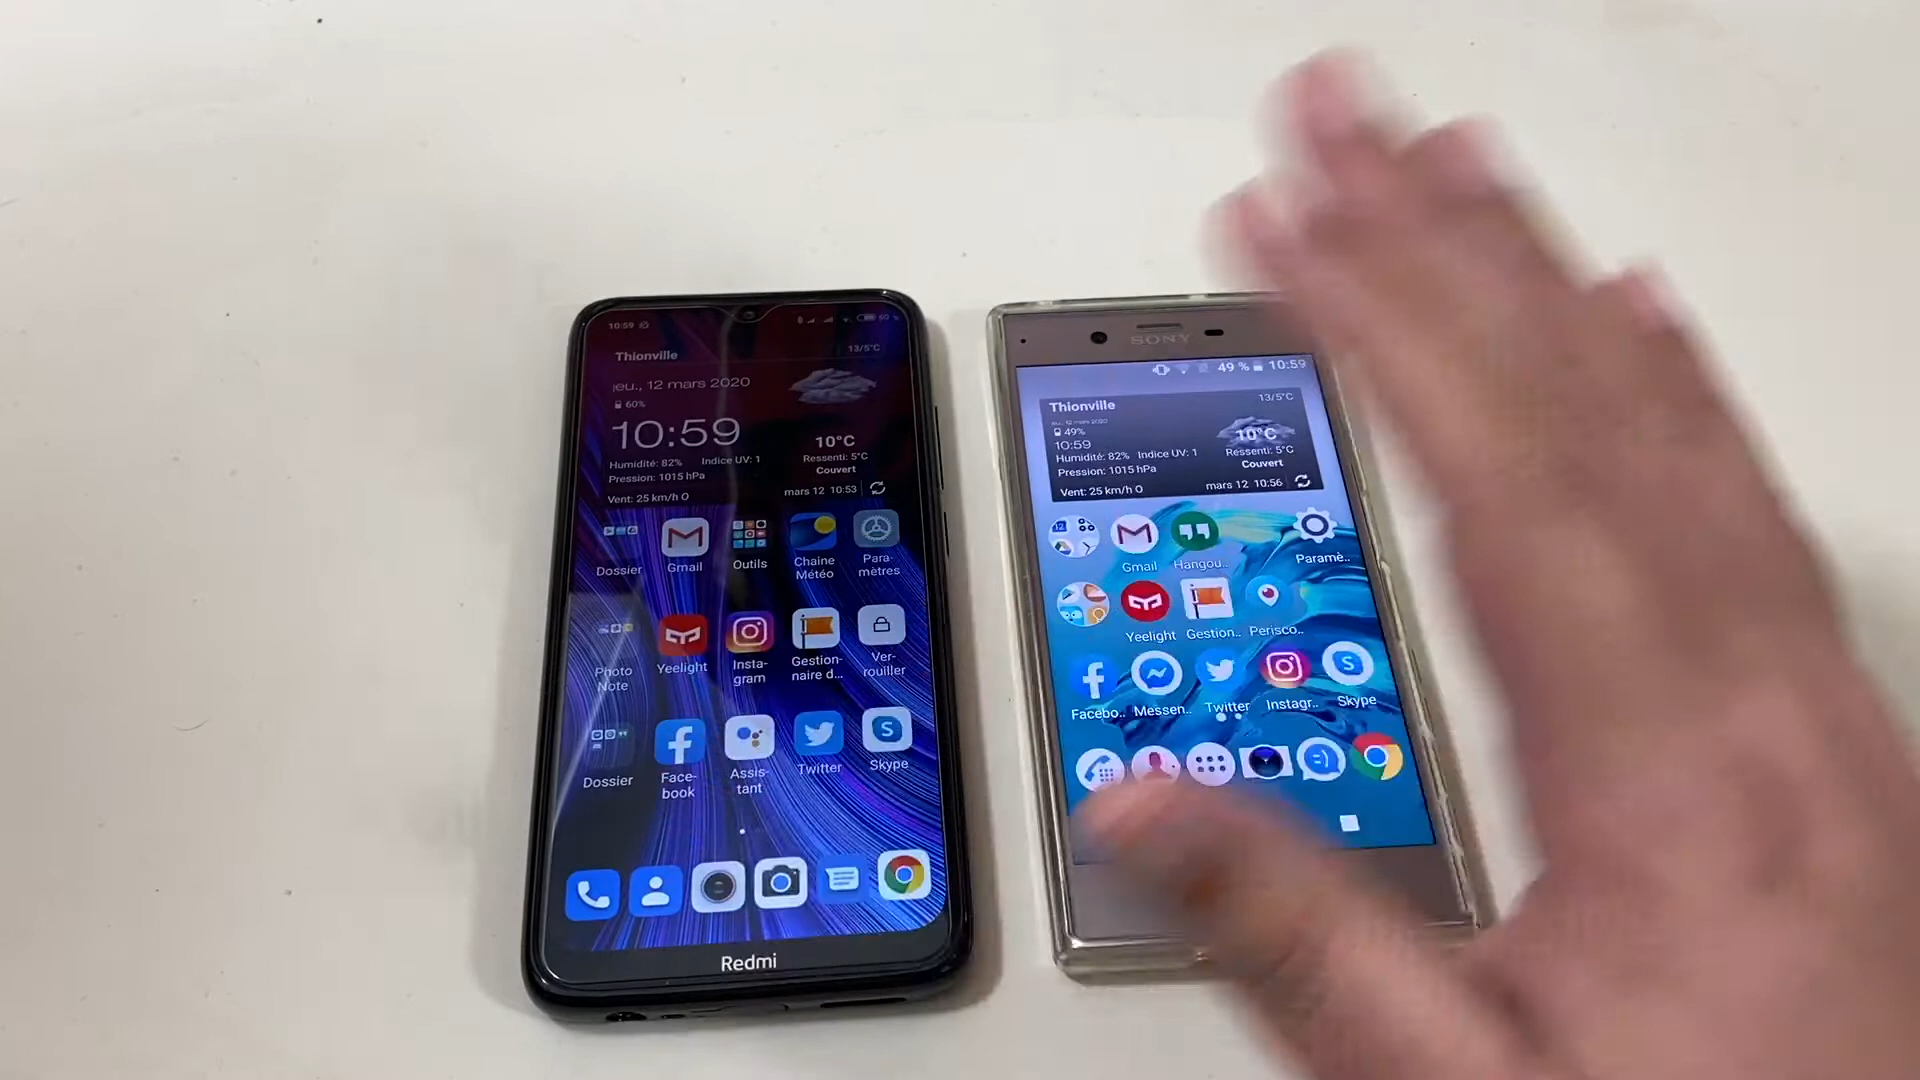 10:59
Thionville
13/5°C
jeu., 12 mars 2020
60%
10:59
10°C
Humidité: 82% Indice UV: 1
Ressenti: 5°C
Pression: 1015 hPa
Couvert
Vent: 25 km/h O
mars 12 10:53
Dossier
Gmail
Outils
Chaine
Météo
Para-
mètres
Photo
Note
Yeelight
Insta-
gram
Gestion-
naire d...
Ver-
rouiller
Dossier
Face-
book
Assis-
tant
Twitter
Skype
Redmi
SONY
49 % 10:59
Thionville
13/5°C
jeu., 12 mars 2020
49%
10:59
10°C
Humidité: 82% Indice UV: 1
Ressenti: 5°C
Pression: 1015 hPa
Couvert
Vent: 25 km/h O
mars 12 10:56
Gmail
Hangou..
Paramè..
Yeelight
Gestion..
Perisco..
Facebo..
Messen..
Twitter
Instagr..
Skype